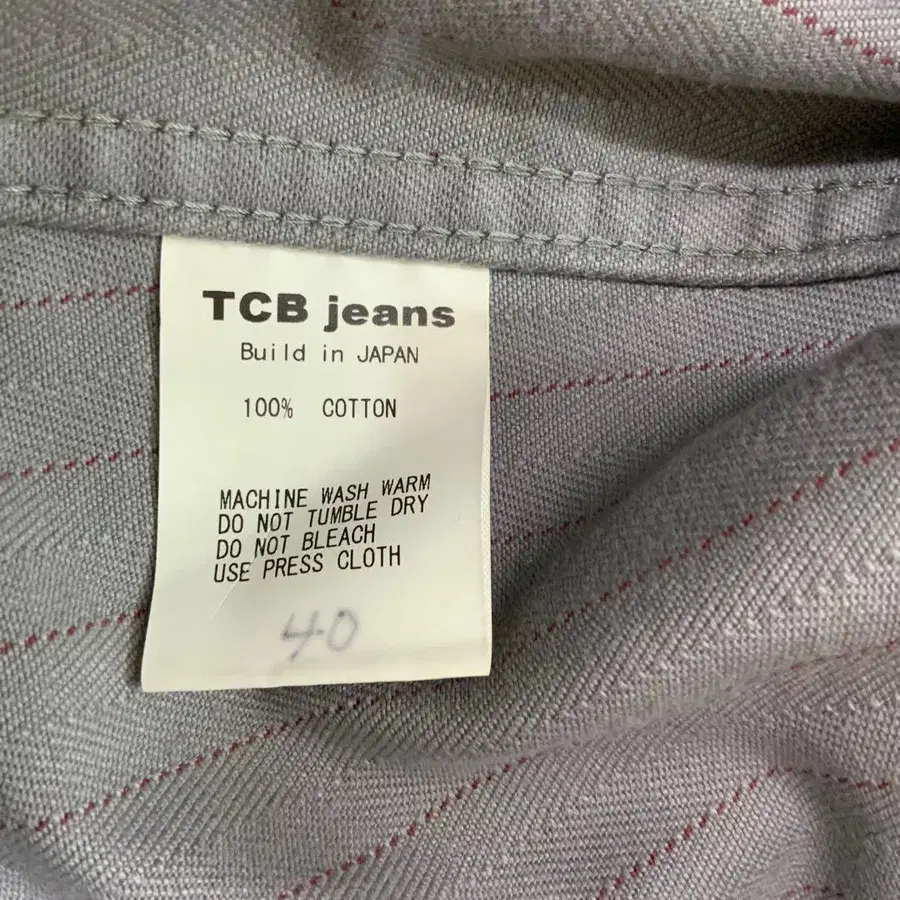 TCB jeans
Build in JAPAN
100% COTTON
MACHINE WASH WARM
DO NOT TUMBLE DRY
DO NOT BLEACH
USE PRESS CLOTH
40